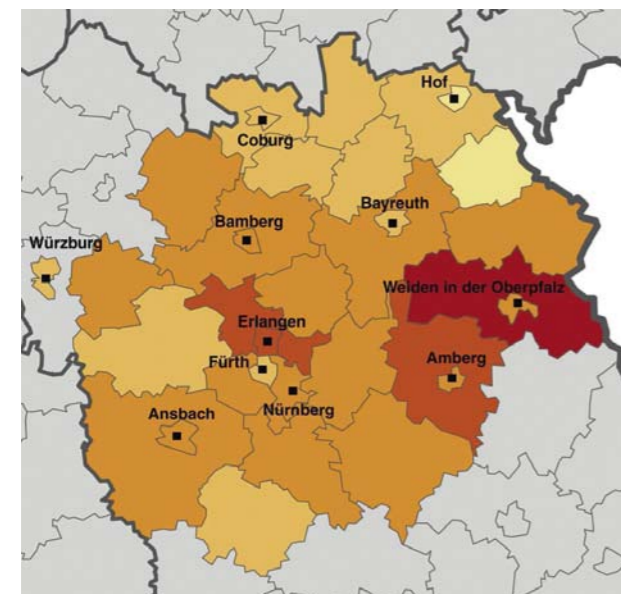 Hof
Coburg
Bayreuth
Bamberg
Würzburg
Weiden in der Oberpfalz
Erlangen
Fürth
Amberg
Nürnberg
Ansbach